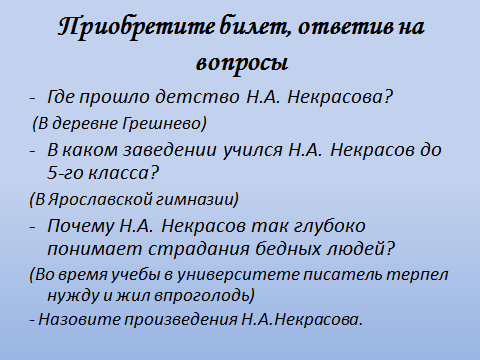 Приобретите билет, ответив на
вопросы
- Где прошло детство Н.А. Некрасова?
(В деревне Грешнево)
- В каком заведении учился Н.А. Некрасов до
5-го класса?
(В Ярославской гимназии)
- Почему Н.А. Некрасов так глубоко
понимает страдания бедных людей?
(Во время учебы в университете писатель терпел
нужду и жил впроголодь)
- Назовите произведения Н.А.Некрасова.